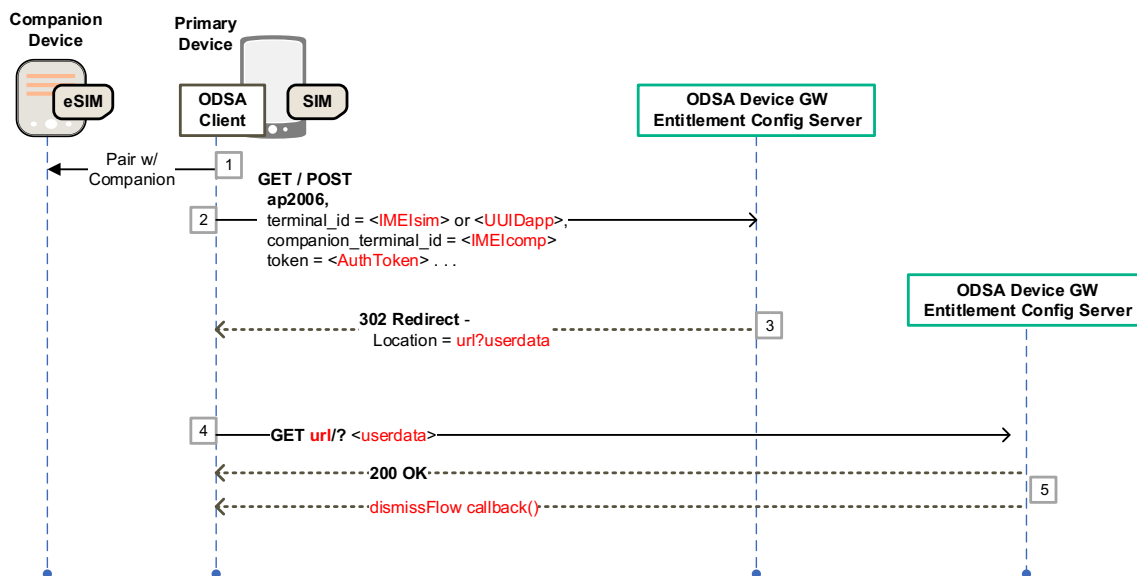 Companion
Device
Primary
Device
eSIM
ODSA
Client
SIM
ODSA Device GW
Entitlement Config Server
Pair w/
Companion
1
GET / POST
ap2006,
2
terminal_id = <IMEIsim> or <UUIDapp>,
companion_terminal_id = <IMEIcomp>
token = <AuthToken> . . .
ODSA Device GW
Entitlement Config Server
302 Redirect -
Location = url?userdata
3
4
GET url/? <userdata>
200 OK
5
dismissFlow callback()